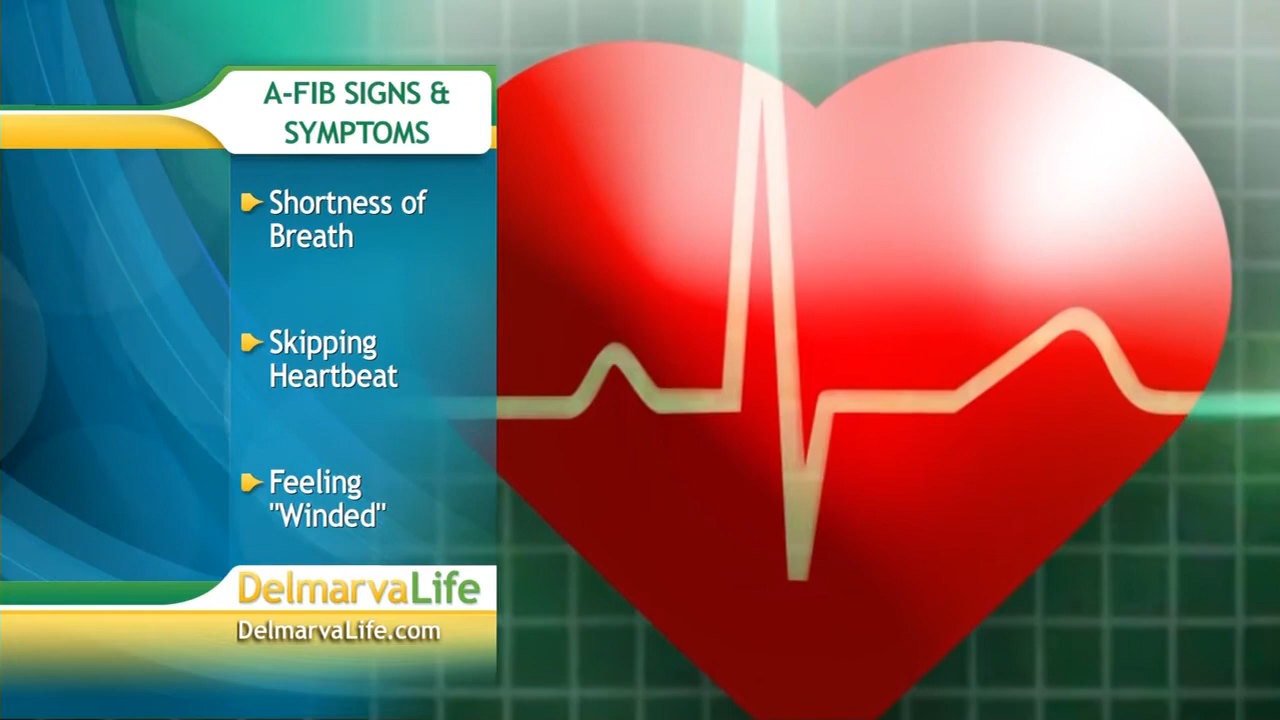 A-FIB SIGNS &
SYMPTOMS
Shortness of
Breath
Skipping
Heartbeat
Feeling
"Winded"
DelmarvaLife
DelmarvaLife.com